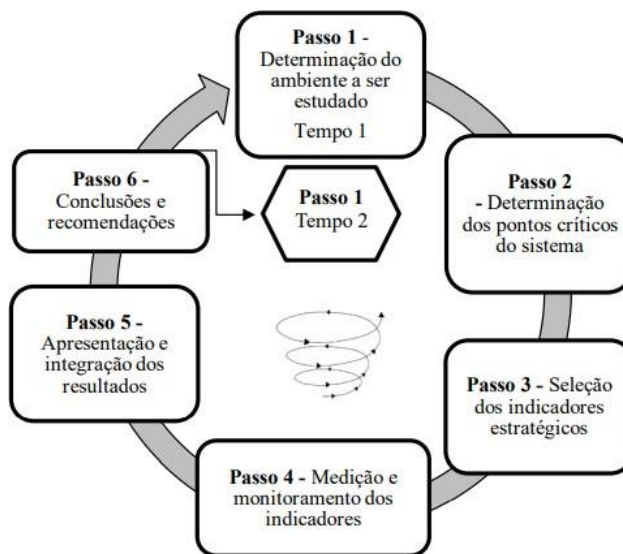 Passo 1 -
Determinação do
ambiente a ser
estudado
Tempo 1
Passo 1
Tempo 2
Passo 2
- Determinação
dos pontos críticos
do sistema
Passo 3 - Seleção
dos indicadores
estratégicos
Passo 4 - Medição e
monitoramento dos
indicadores
Passo 5 -
Apresentação e
integração dos
resultados
Passo 6 -
Conclusões e
recomendações